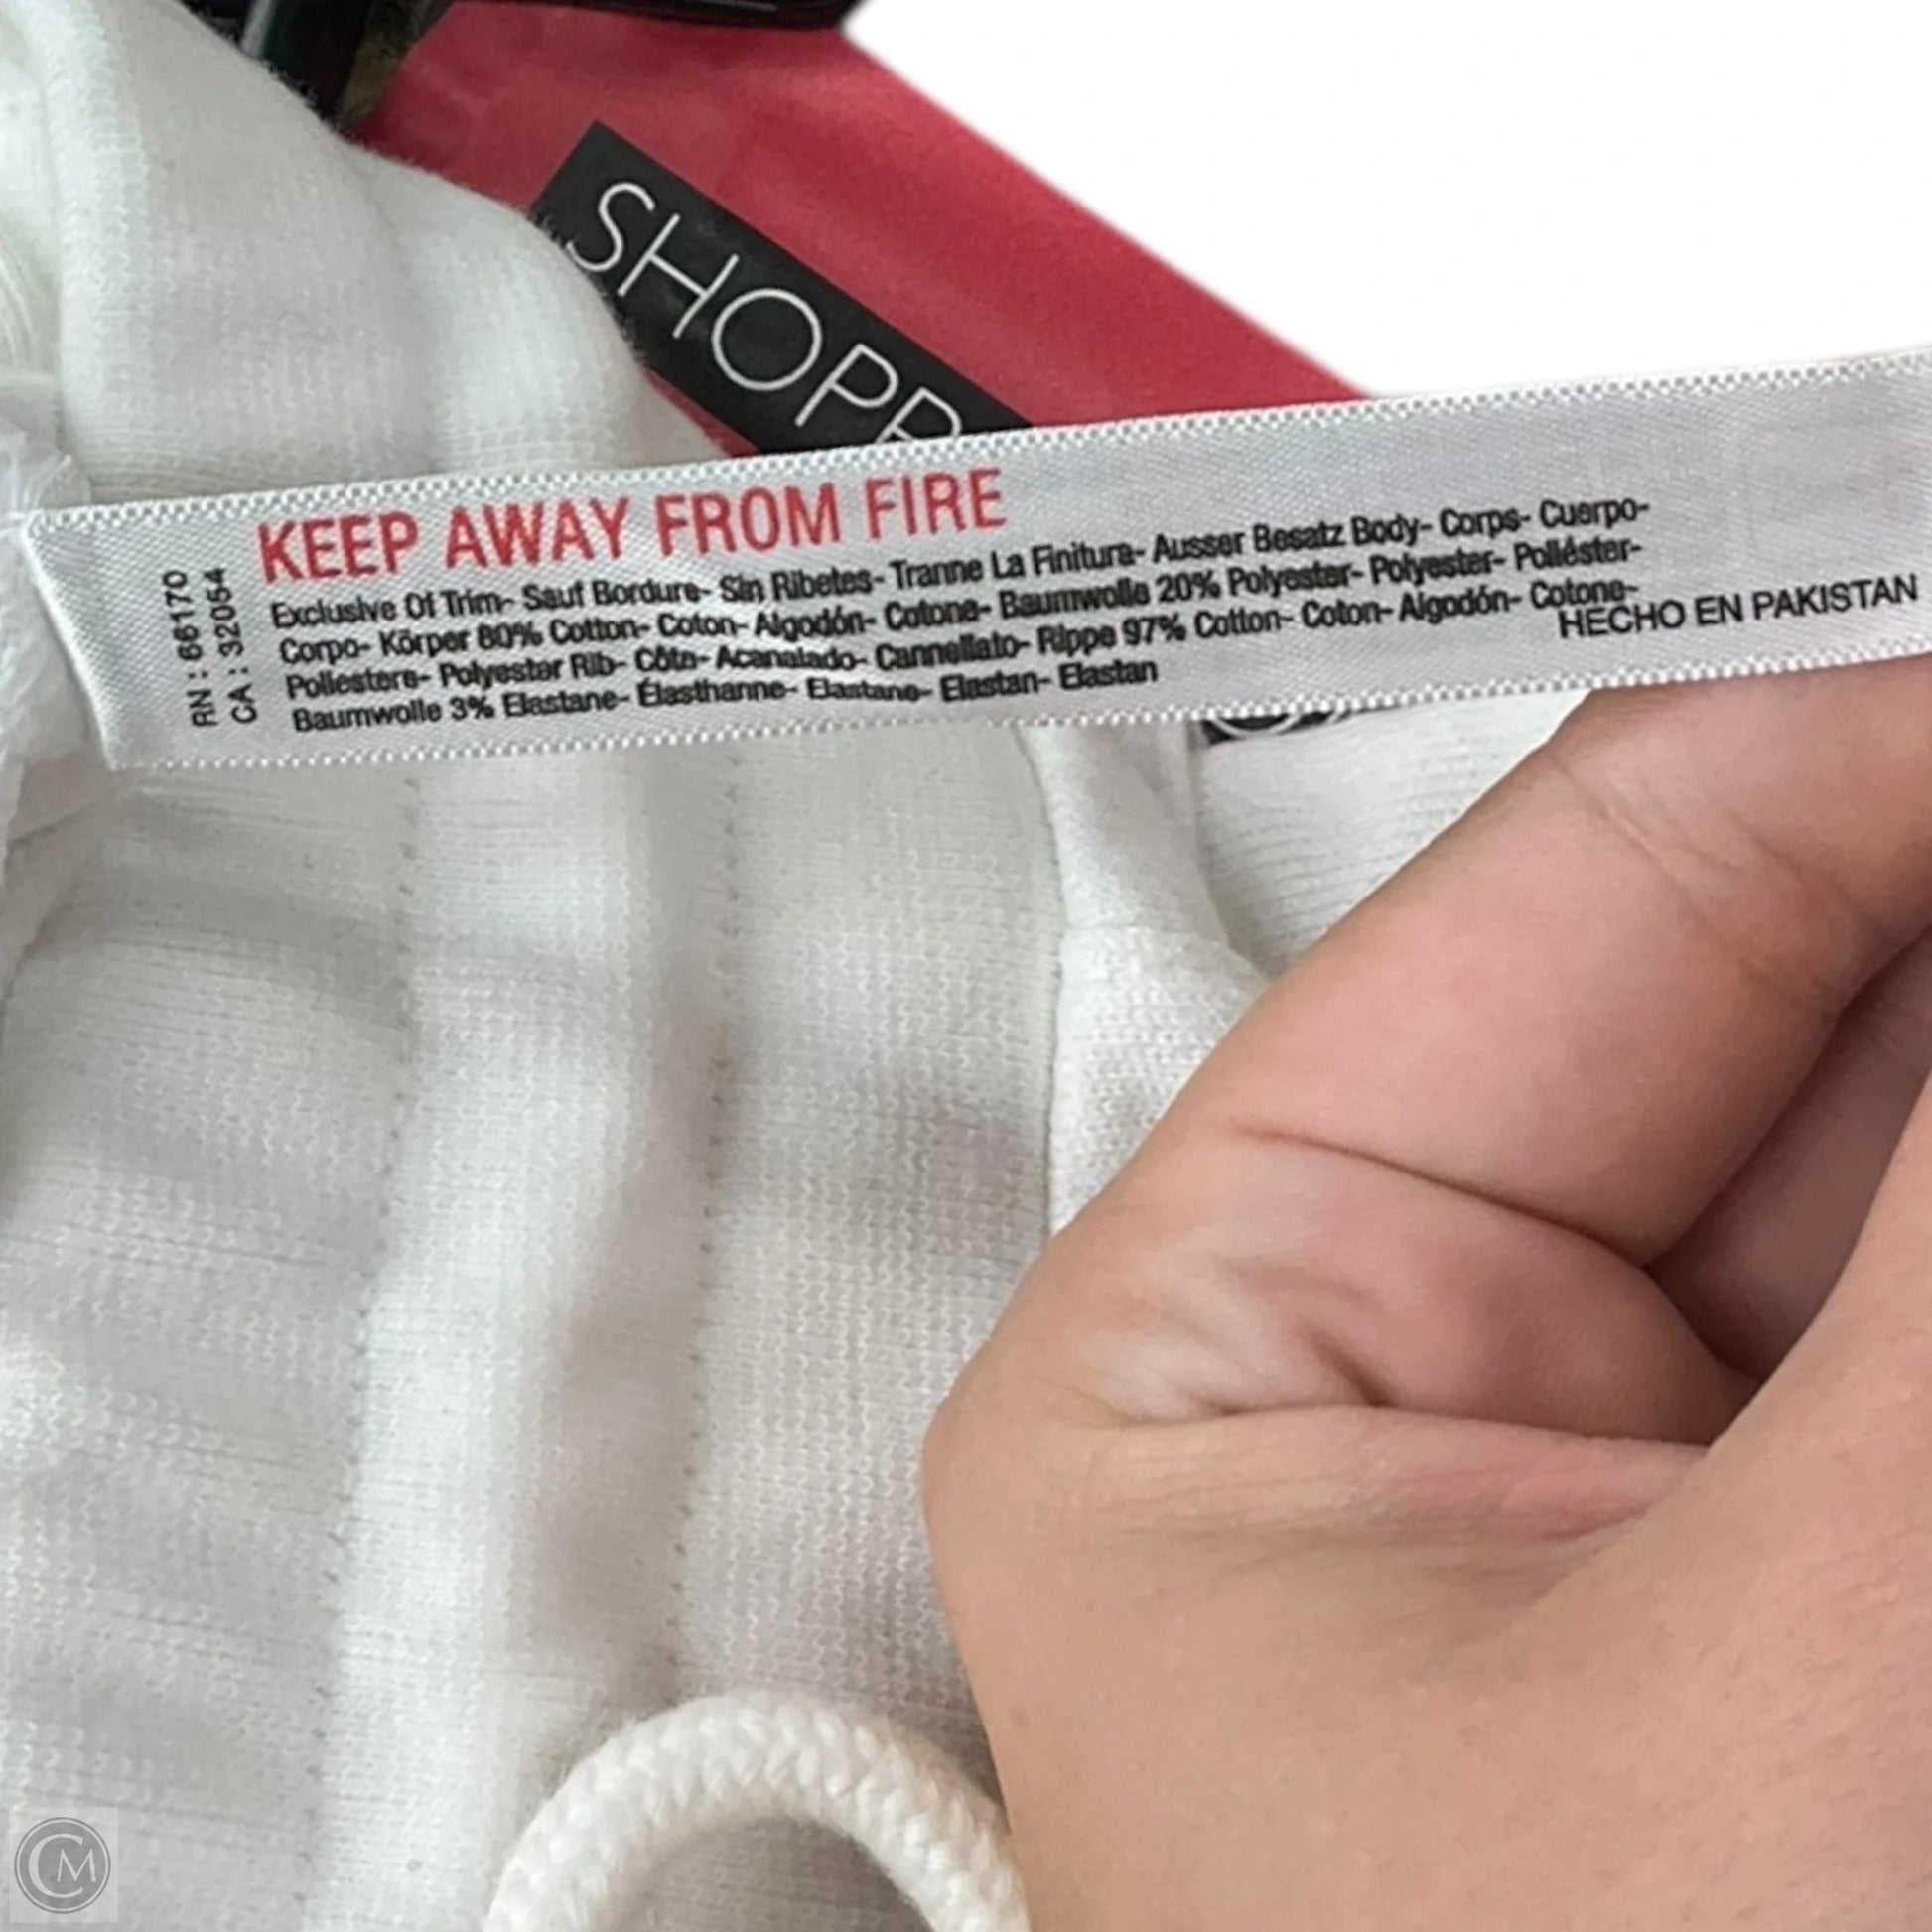 SHOPP
KEEP AWAY FROM FIRE
Exclusive Of Trim- Sauf Bordure- Sin Ribetes- Tranne La Finitura- Ausser Besatz Body- Corps- Cuerpo-
Corpo- Körper 80% Cotton- Coton- Algodón- Cotone- Baumwolle 20% Polyester- Polyester- Poliéster-
Poliestere- Polyester Rib- Côte- Acanalado- Cannellato- Rippe 97% Cotton- Coton- Algodón- Cotone-
Baumwolle 3% Elastane- Élasthanne- Elastano- Elastan- Elastan
HECHO EN PAKISTAN
RN : 66170
CA : 32054
CM